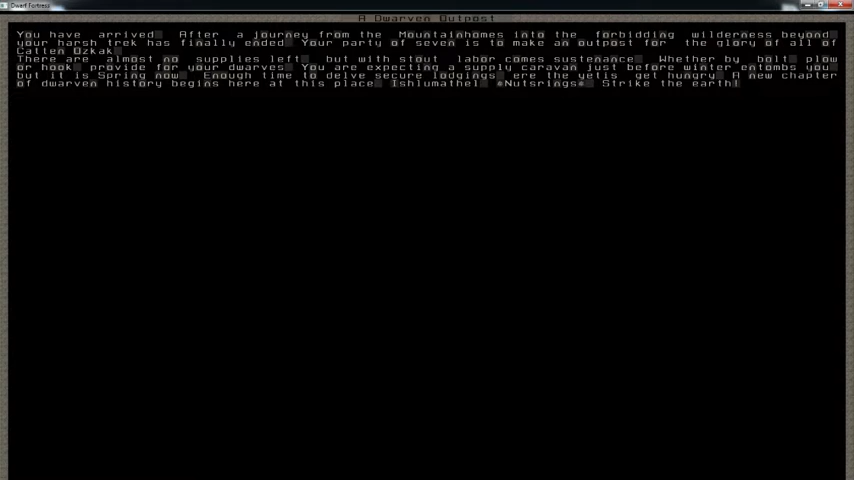 Dwarf Fortress
A Dwarven Outpost
You have arrived. After a journey from the Mountainhomes into the forbidding wilderness beyond,
your harsh trek has finally ended. Your party of seven is to make an outpost for the glory of all of
Catten Ozkak.
There are almost no supplies left, but with stout labor comes sustenance. Whether by bolt, plow
or hook, provide for your dwarves. You are expecting a supply caravan just before winter entombs you,
but it is Spring now. Enough time to delve secure lodgings, ere the yetis get hungry. A new chapter
of dwarven history begins here at this place, Ishlumathel, "Nutsrings". Strike the earth!